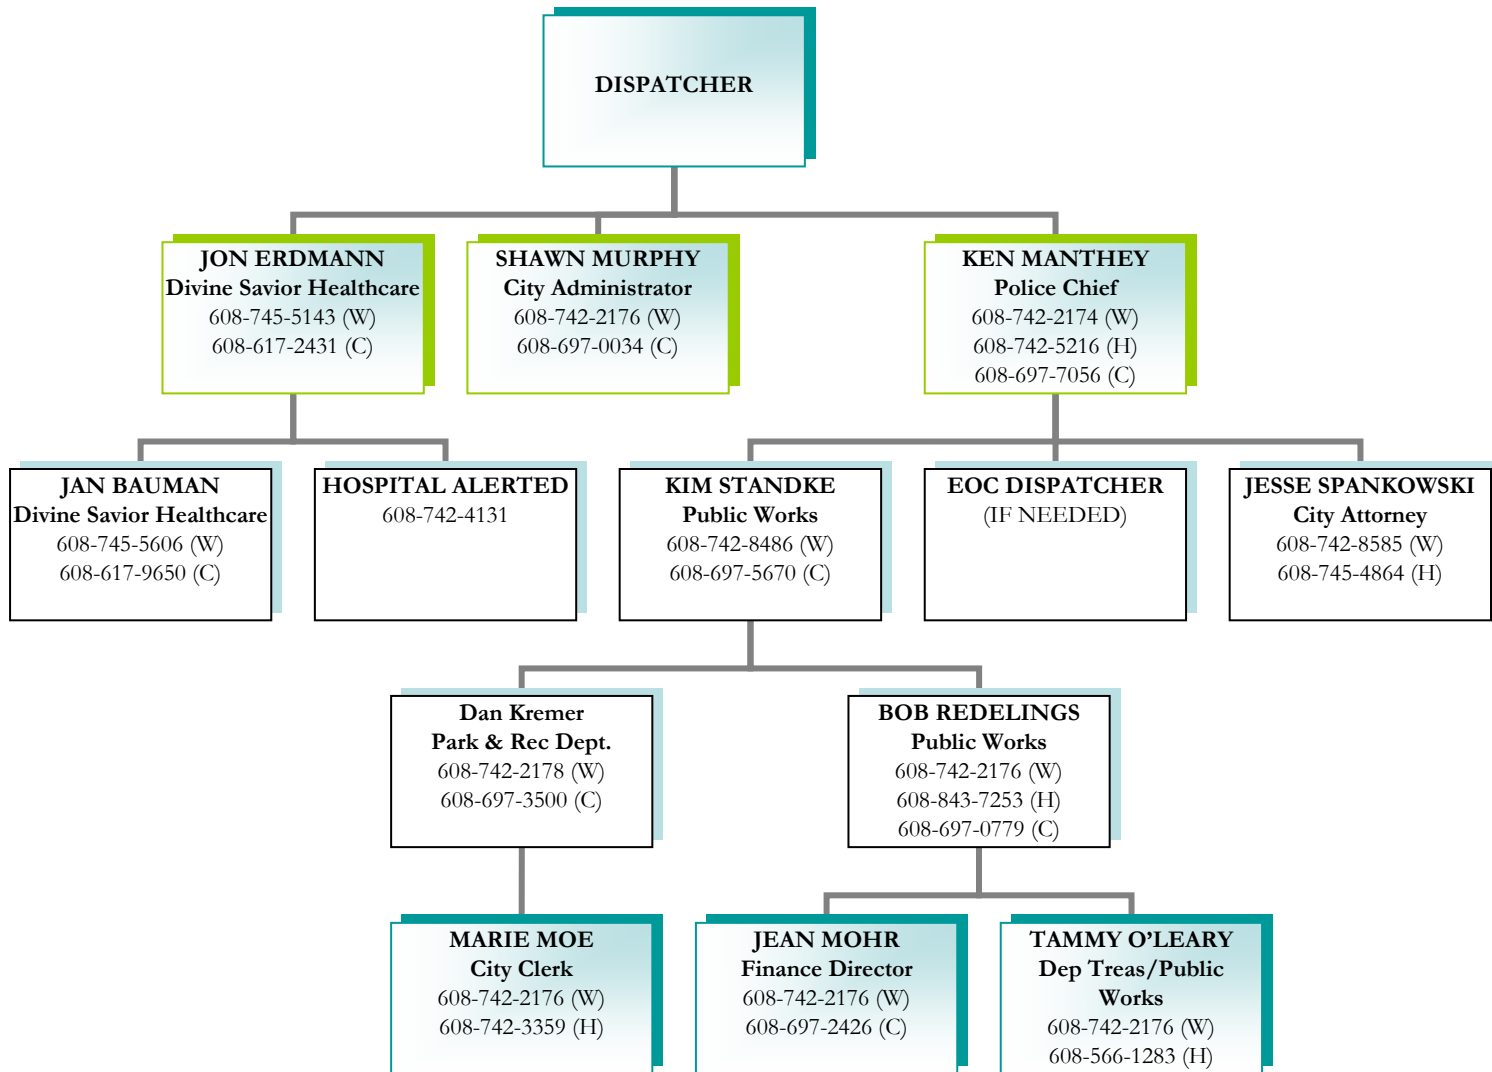 DISPATCHER
JON ERDMANN
Divine Savior Healthcare
608-745-5143 (W)
608-617-2431 (C)
SHAWN MURPHY
City Administrator
608-742-2176 (W)
608-697-0034 (C)
KEN MANTHEY
Police Chief
608-742-2174 (W)
608-742-5216 (H)
608-697-7056 (C)
JAN BAUMAN
Divine Savior Healthcare
608-745-5606 (W)
608-617-9650 (C)
HOSPITAL ALERTED
608-742-4131
KIM STANDKE
Public Works
608-742-8486 (W)
608-697-5670 (C)
EOC DISPATCHER
(IF NEEDED)
JESSE SPANKOWSKI
City Attorney
608-742-8585 (W)
608-745-4864 (H)
Dan Kremer
Park & Rec Dept.
608-742-2178 (W)
608-697-3500 (C)
BOB REDELINGS
Public Works
608-742-2176 (W)
608-843-7253 (H)
608-697-0779 (C)
MARIE MOE
City Clerk
608-742-2176 (W)
608-742-3359 (H)
JEAN MOHR
Finance Director
608-742-2176 (W)
608-697-2426 (C)
TAMMY O’LEARY
Dep Treas/Public
Works
608-742-2176 (W)
608-566-1283 (H)